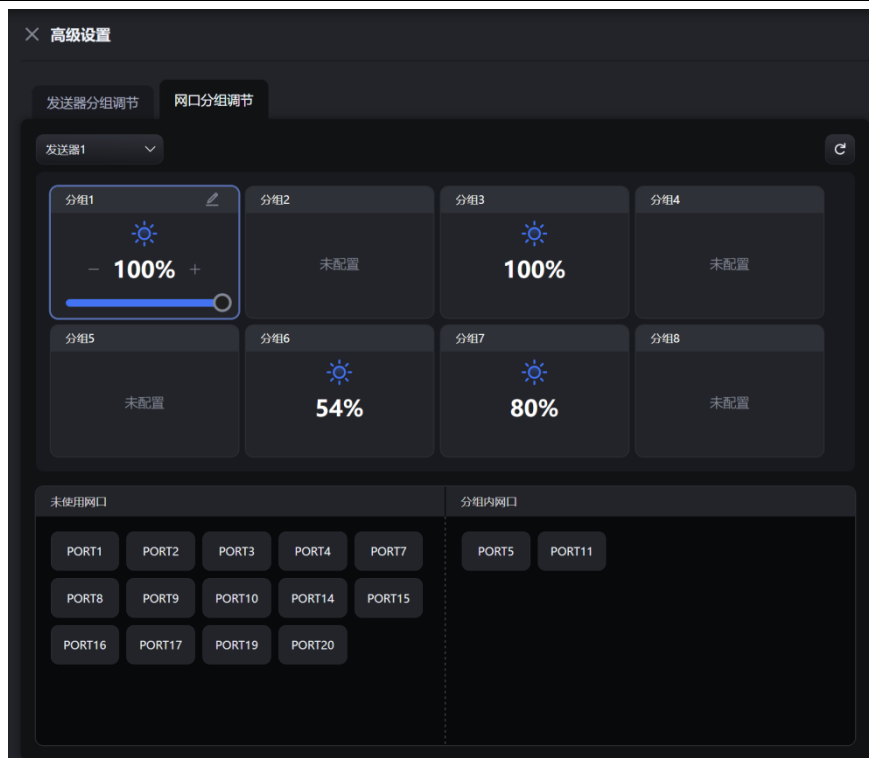 高级设置
发送器分组调节 网口分组调节
发送器1
分组1 分组2 分组3 分组4
− 100% + 未配置 100% 未配置
分组5 分组6 分组7 分组8
未配置 54% 80% 未配置
未使用网口 分组内网口
PORT1 PORT2 PORT3 PORT4 PORT7 PORT5 PORT11
PORT8 PORT9 PORT10 PORT14 PORT15
PORT16 PORT17 PORT19 PORT20